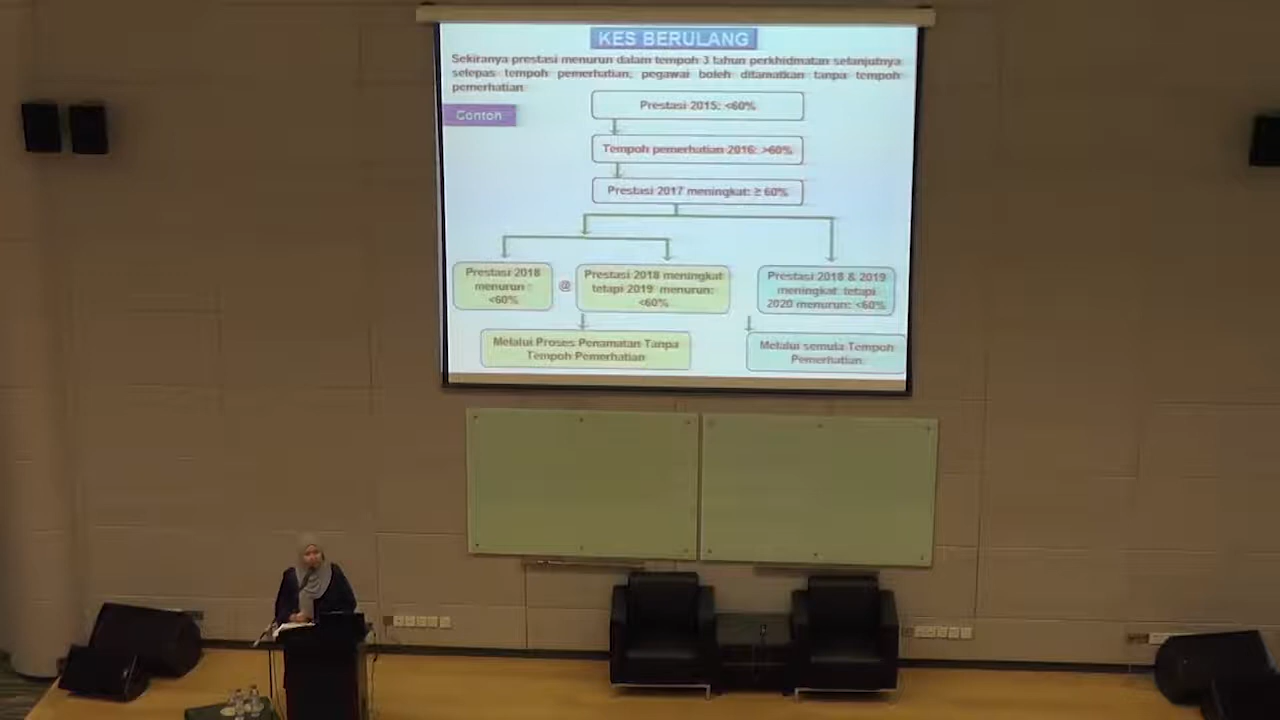 KES BERULANG
Sekiranya prestasi menurun dalam tempoh 3 tahun perkhidmatan selanjutnya
selepas tempoh pemerhatian, pegawai boleh ditamatkan tanpa tempoh
pemerhatian
Contoh
Prestasi 2015: <60%
Tempoh pemerhatian 2016: >60%
Prestasi 2017 meningkat: ≥ 60%
Prestasi 2018
menurun :
<60%
@
Prestasi 2018 meningkat
tetapi 2019 menurun:
<60%
Prestasi 2018 & 2019
meningkat tetapi
2020 menurun: <60%
Melalui Proses Penamatan Tanpa
Tempoh Pemerhatian
Melalui semula Tempoh
Pemerhatian